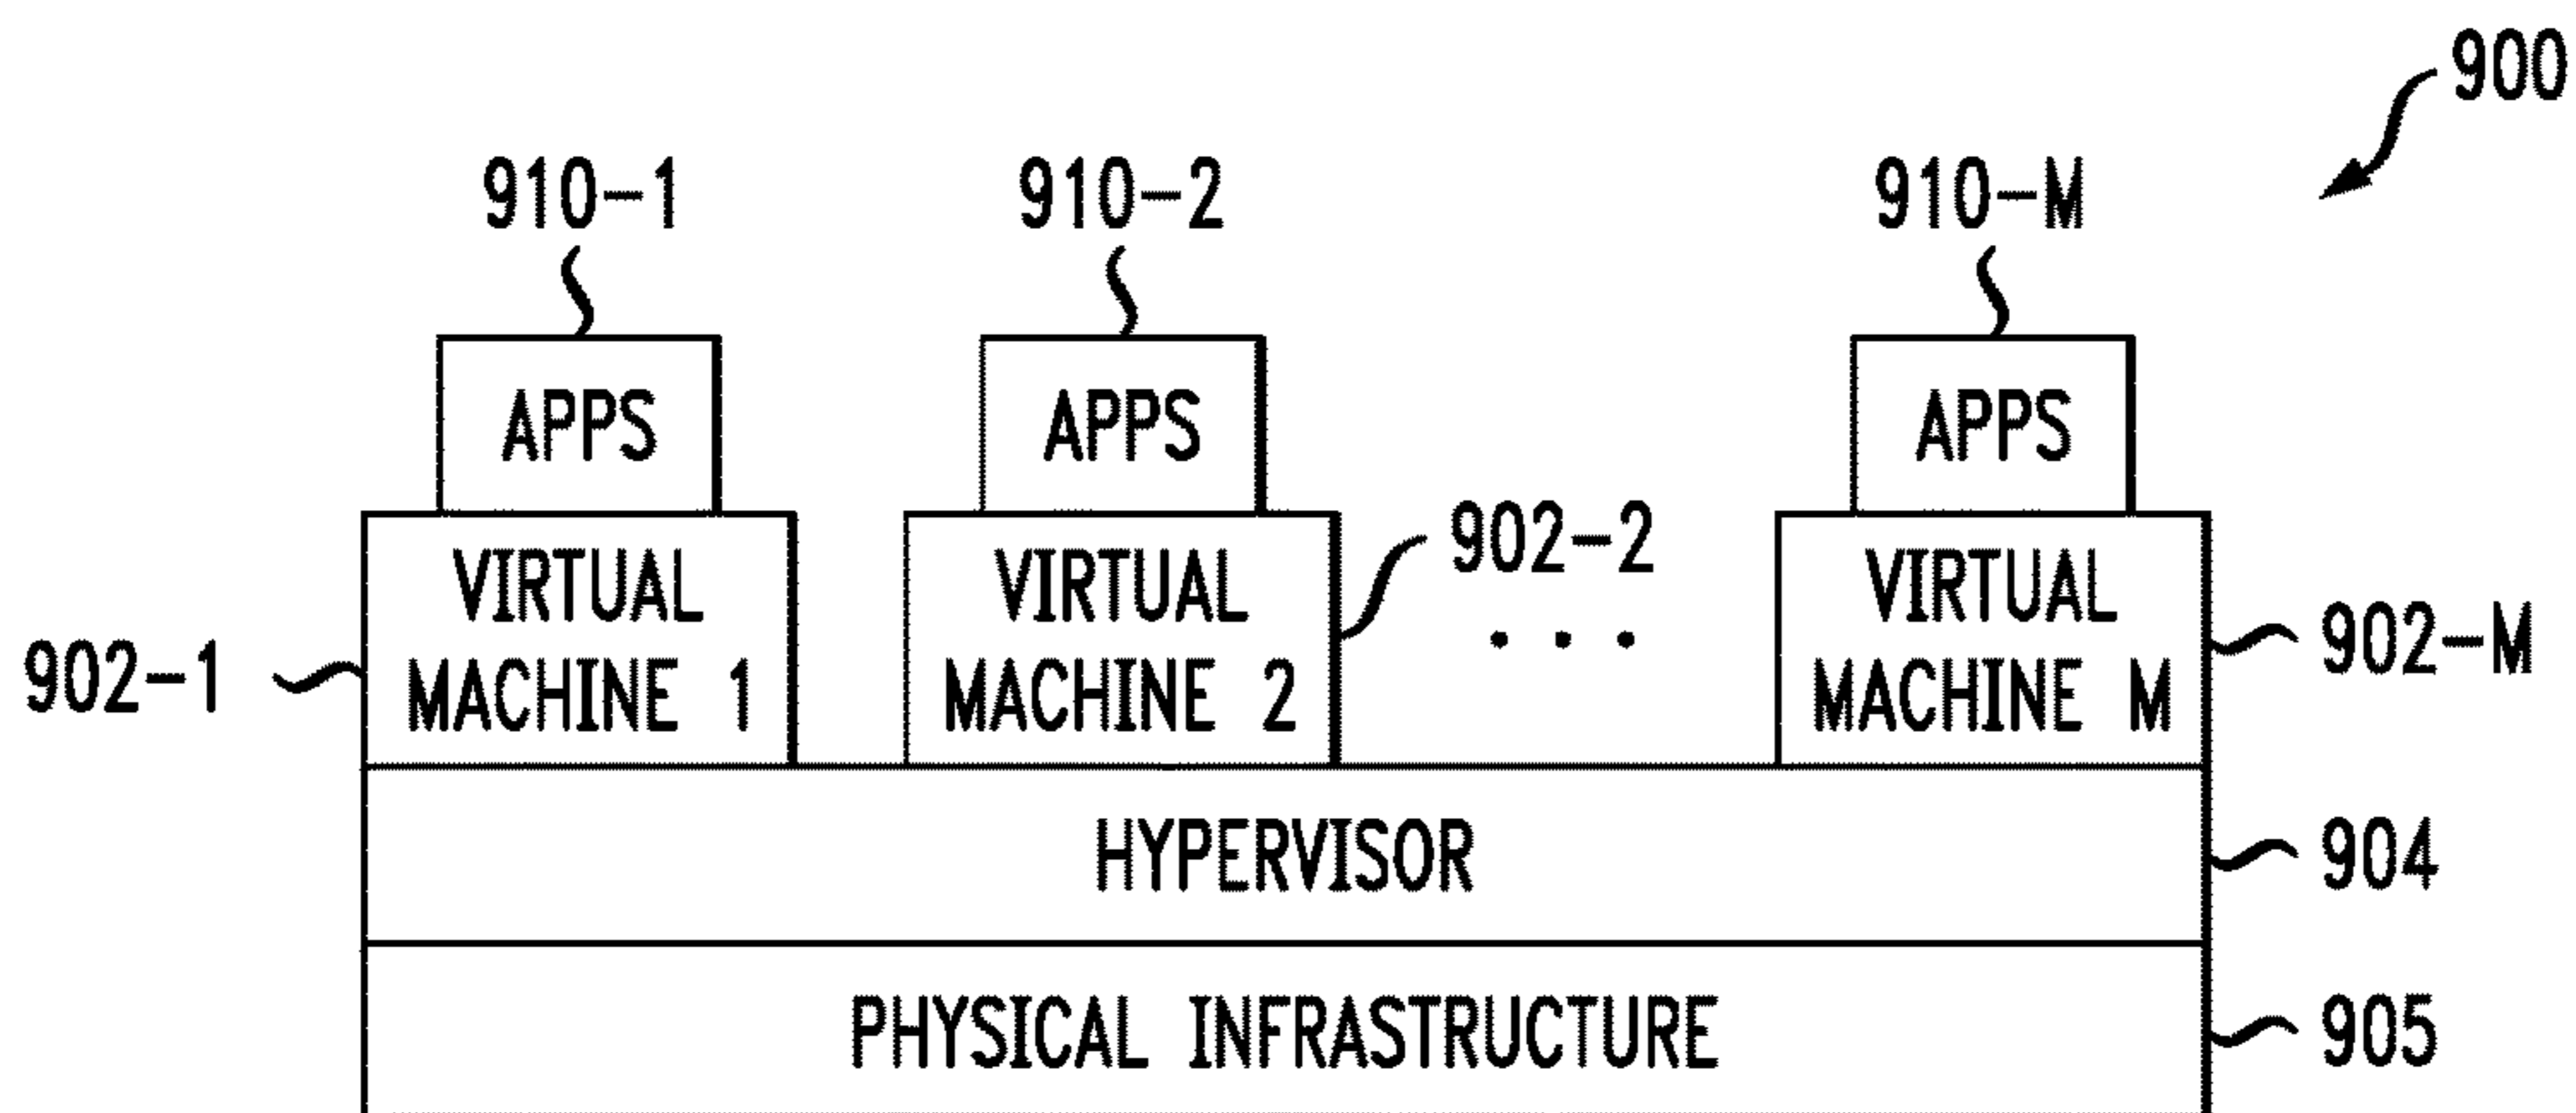 900
910-1
910-2
910-M
APPS
APPS
APPS
902-2
VIRTUAL
MACHINE 1
VIRTUAL
MACHINE 2
. . .
VIRTUAL
MACHINE M
902-1
902-M
HYPERVISOR
904
PHYSICAL INFRASTRUCTURE
905